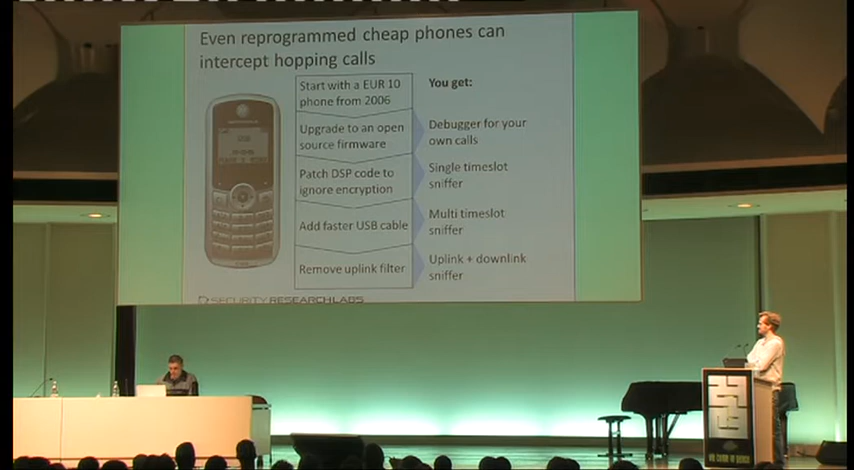 Even reprogrammed cheap phones can
intercept hopping calls
Start with a EUR 10
phone from 2006
You get:
Upgrade to an open
source firmware
Debugger for your
own calls
Patch DSP code to
ignore encryption
Single timeslot
sniffer
Add faster USB cable
Multi timeslot
sniffer
Remove uplink filter
Uplink + downlink
sniffer
SECURITY RESEARCH LABS